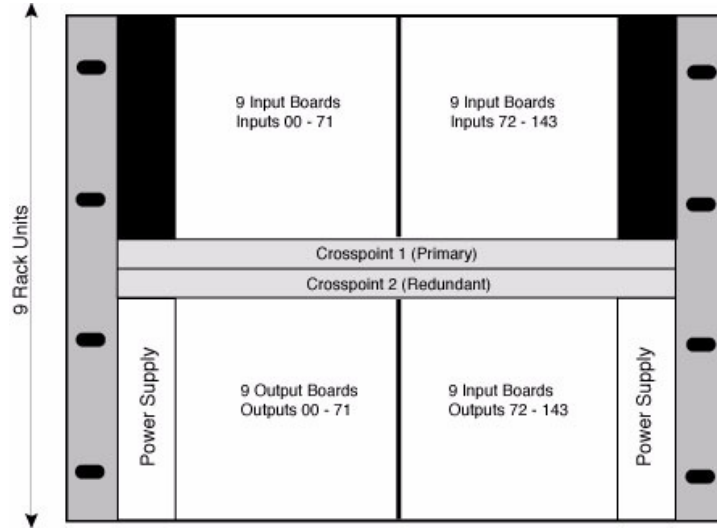 9 Rack Units
9 Input Boards
Inputs 00 - 71
9 Input Boards
Inputs 72 - 143
Crosspoint 1 (Primary)
Crosspoint 2 (Redundant)
Power Supply
9 Output Boards
Outputs 00 - 71
9 Input Boards
Outputs 72 - 143
Power Supply